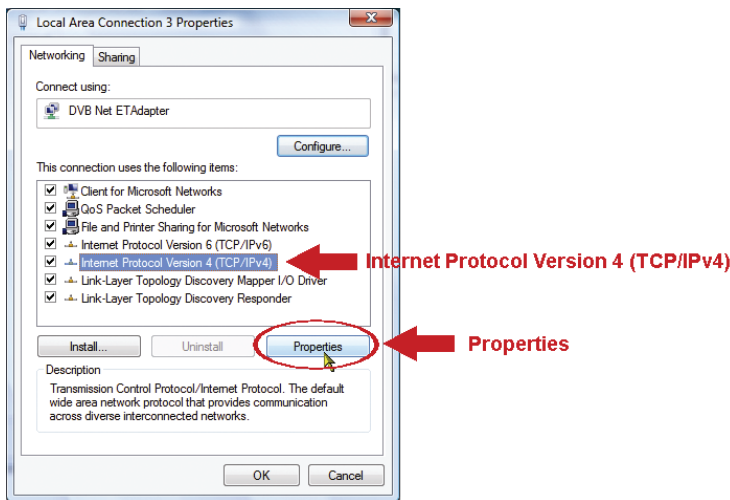 Local Area Connection 3 Properties
Networking
Sharing
Connect using:
DVB Net ETAdapter
Configure...
This connection uses the following items:
Client for Microsoft Networks
QoS Packet Scheduler
File and Printer Sharing for Microsoft Networks
Internet Protocol Version 6 (TCP/IPv6)
Internet Protocol Version 4 (TCP/IPv4)
Internet Protocol Version 4 (TCP/IPv4)
Link-Layer Topology Discovery Mapper I/O Driver
Link-Layer Topology Discovery Responder
Install...
Uninstall
Properties
Properties
Description
Transmission Control Protocol/Internet Protocol. The default
wide area network protocol that provides communication
across diverse interconnected networks.
OK
Cancel